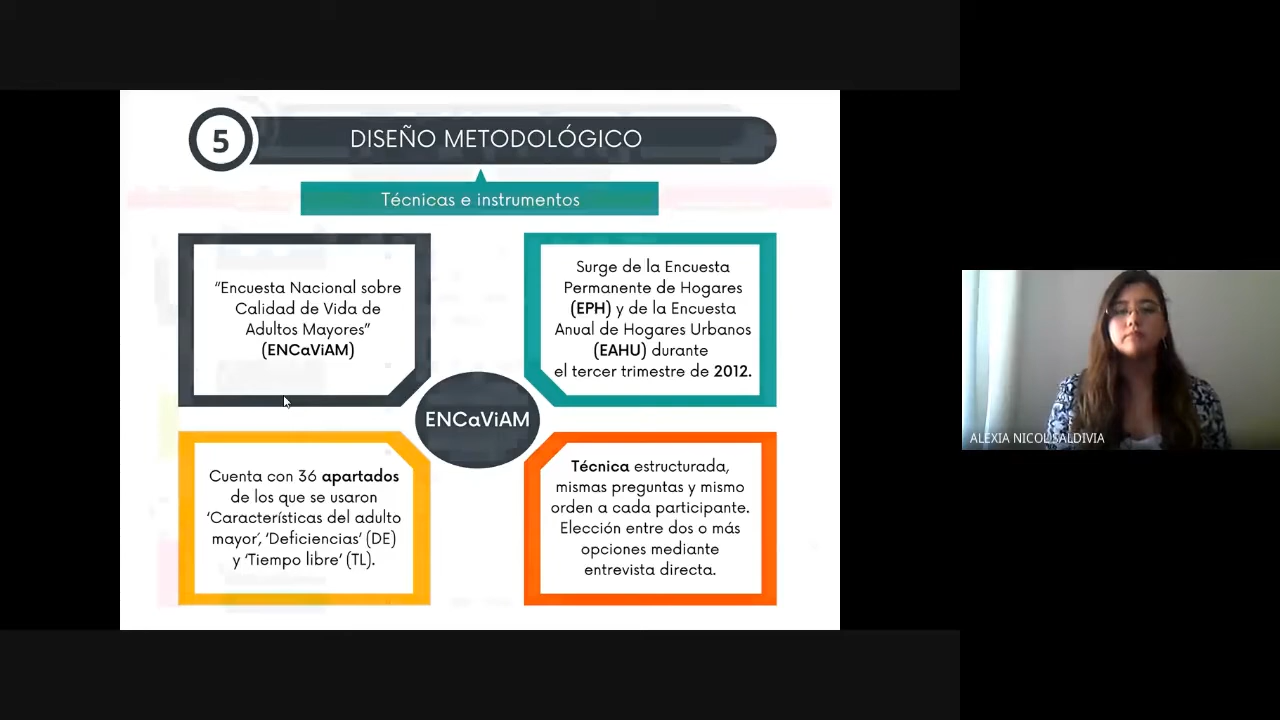 5
DISEÑO METODOLÓGICO
Técnicas e instrumentos
“Encuesta Nacional sobre
Calidad de Vida de
Adultos Mayores”
(ENCaViAM)
Surge de la Encuesta
Permanente de Hogares
(EPH) y de la Encuesta
Anual de Hogares Urbanos
(EAHU) durante
el tercer trimestre de 2012.
ENCaViAM
Cuenta con 36 apartados
de los que se usaron
‘Características del adulto
mayor’, ‘Deficiencias’ (DE)
y ‘Tiempo libre’ (TL).
Técnica estructurada,
mismas preguntas y mismo
orden a cada participante.
Elección entre dos o más
opciones mediante
entrevista directa.
ALEXIA NICOL SALDIVIA